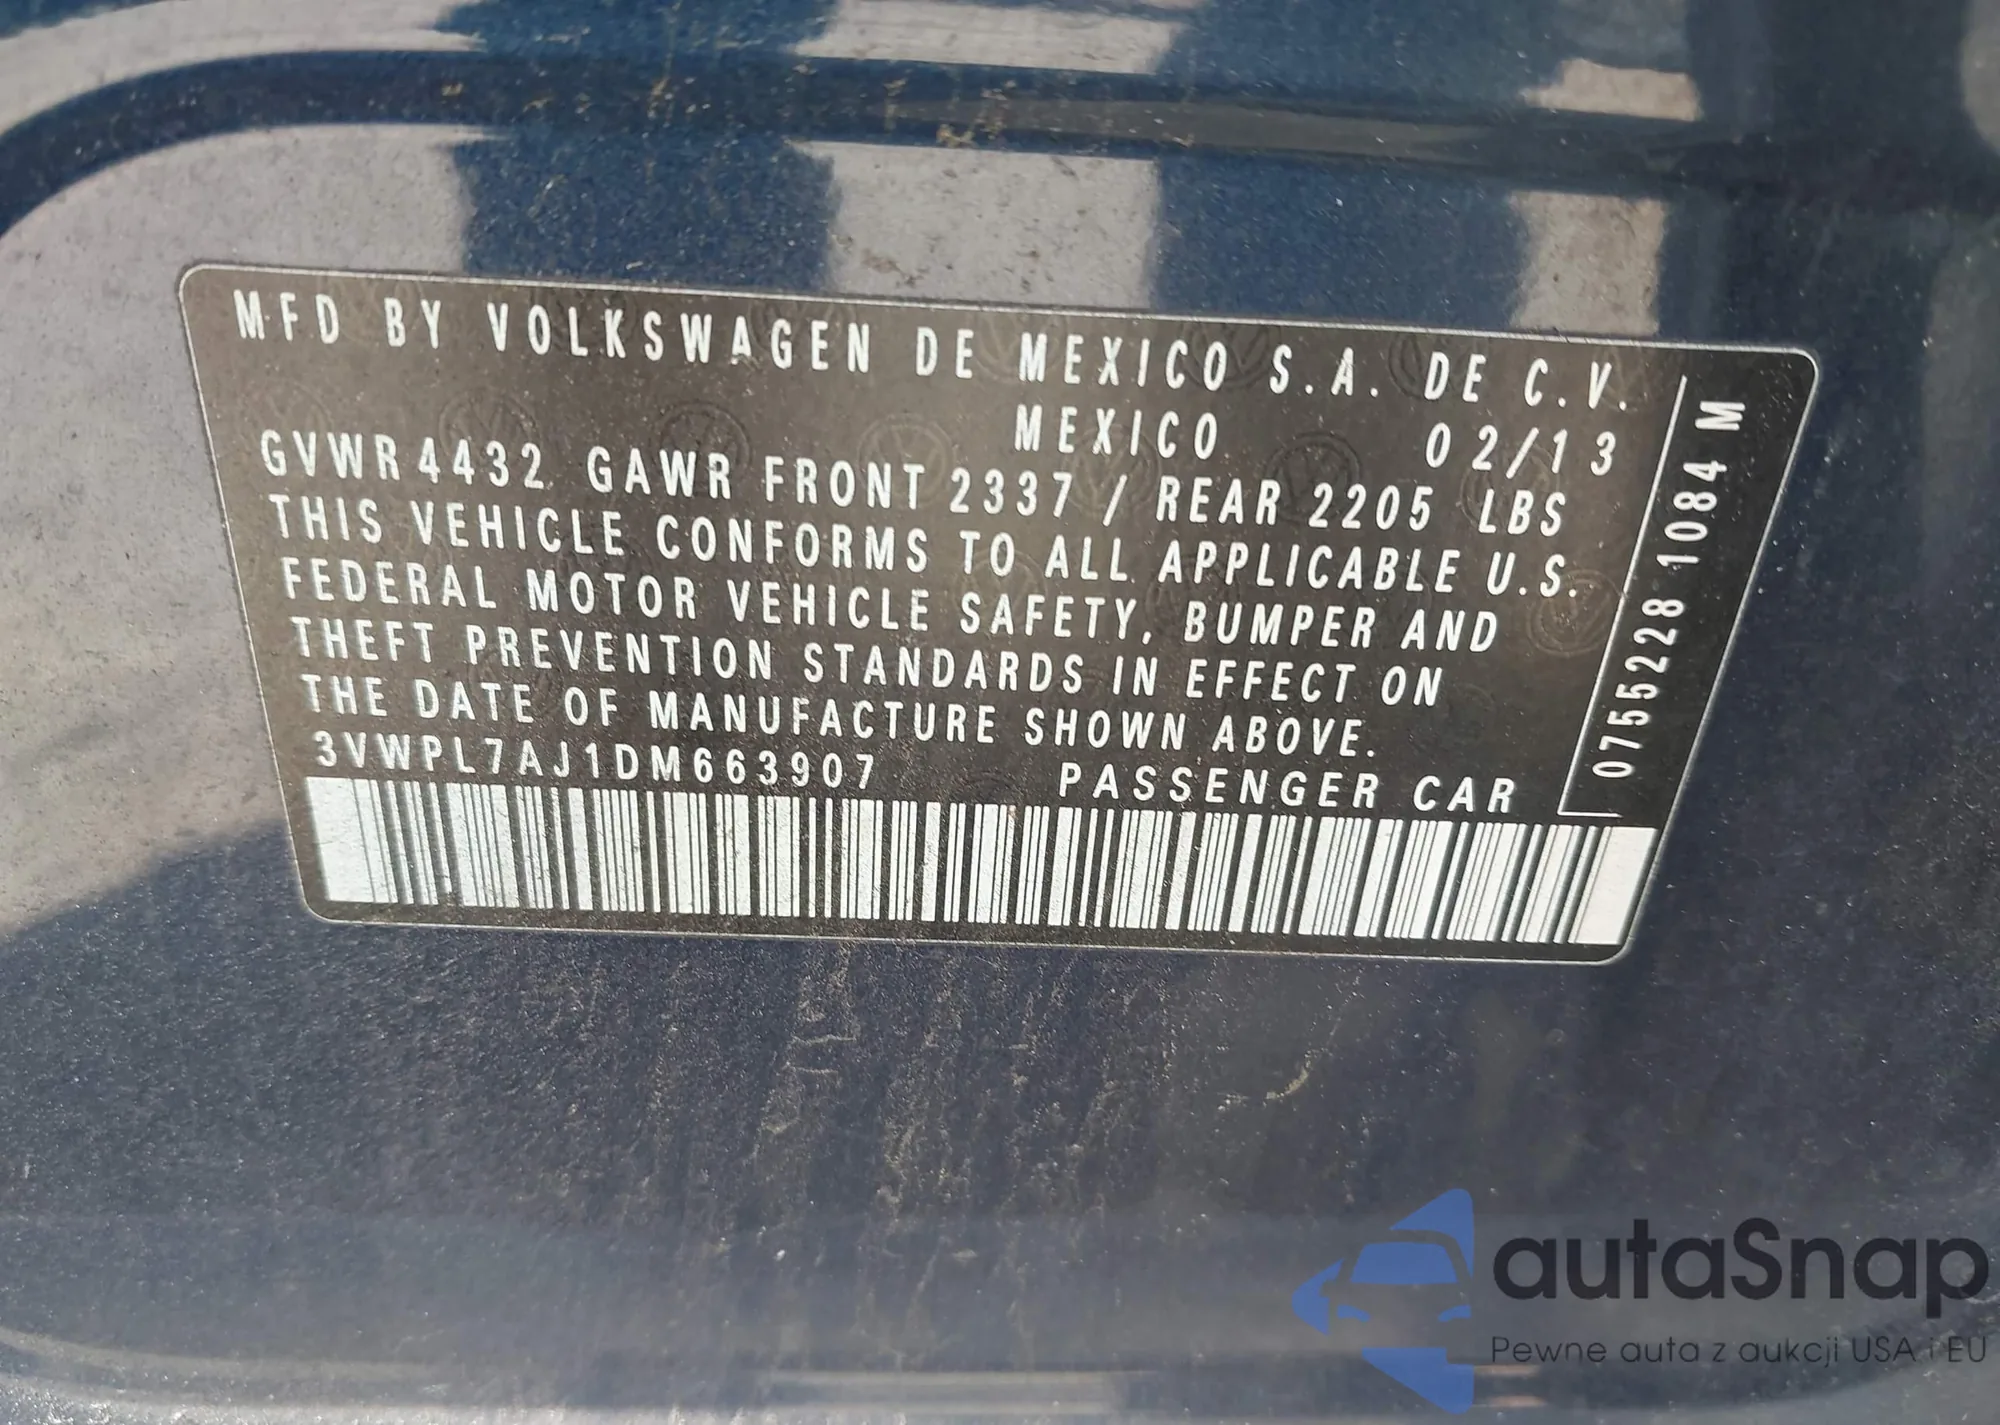 MFD BY VOLKSWAGEN DE MEXICO S.A. DE C.V.
MEXICO 02/13
GVWR 4432 GAWR FRONT 2337 / REAR 2205 LBS
THIS VEHICLE CONFORMS TO ALL APPLICABLE U.S.
FEDERAL MOTOR VEHICLE SAFETY, BUMPER AND
THEFT PREVENTION STANDARDS IN EFFECT ON
THE DATE OF MANUFACTURE SHOWN ABOVE.
3VWPL7AJ1DM663907 PASSENGER CAR
0755228 1084 M
autaSnap
Pewne auta z aukcji USA i EU